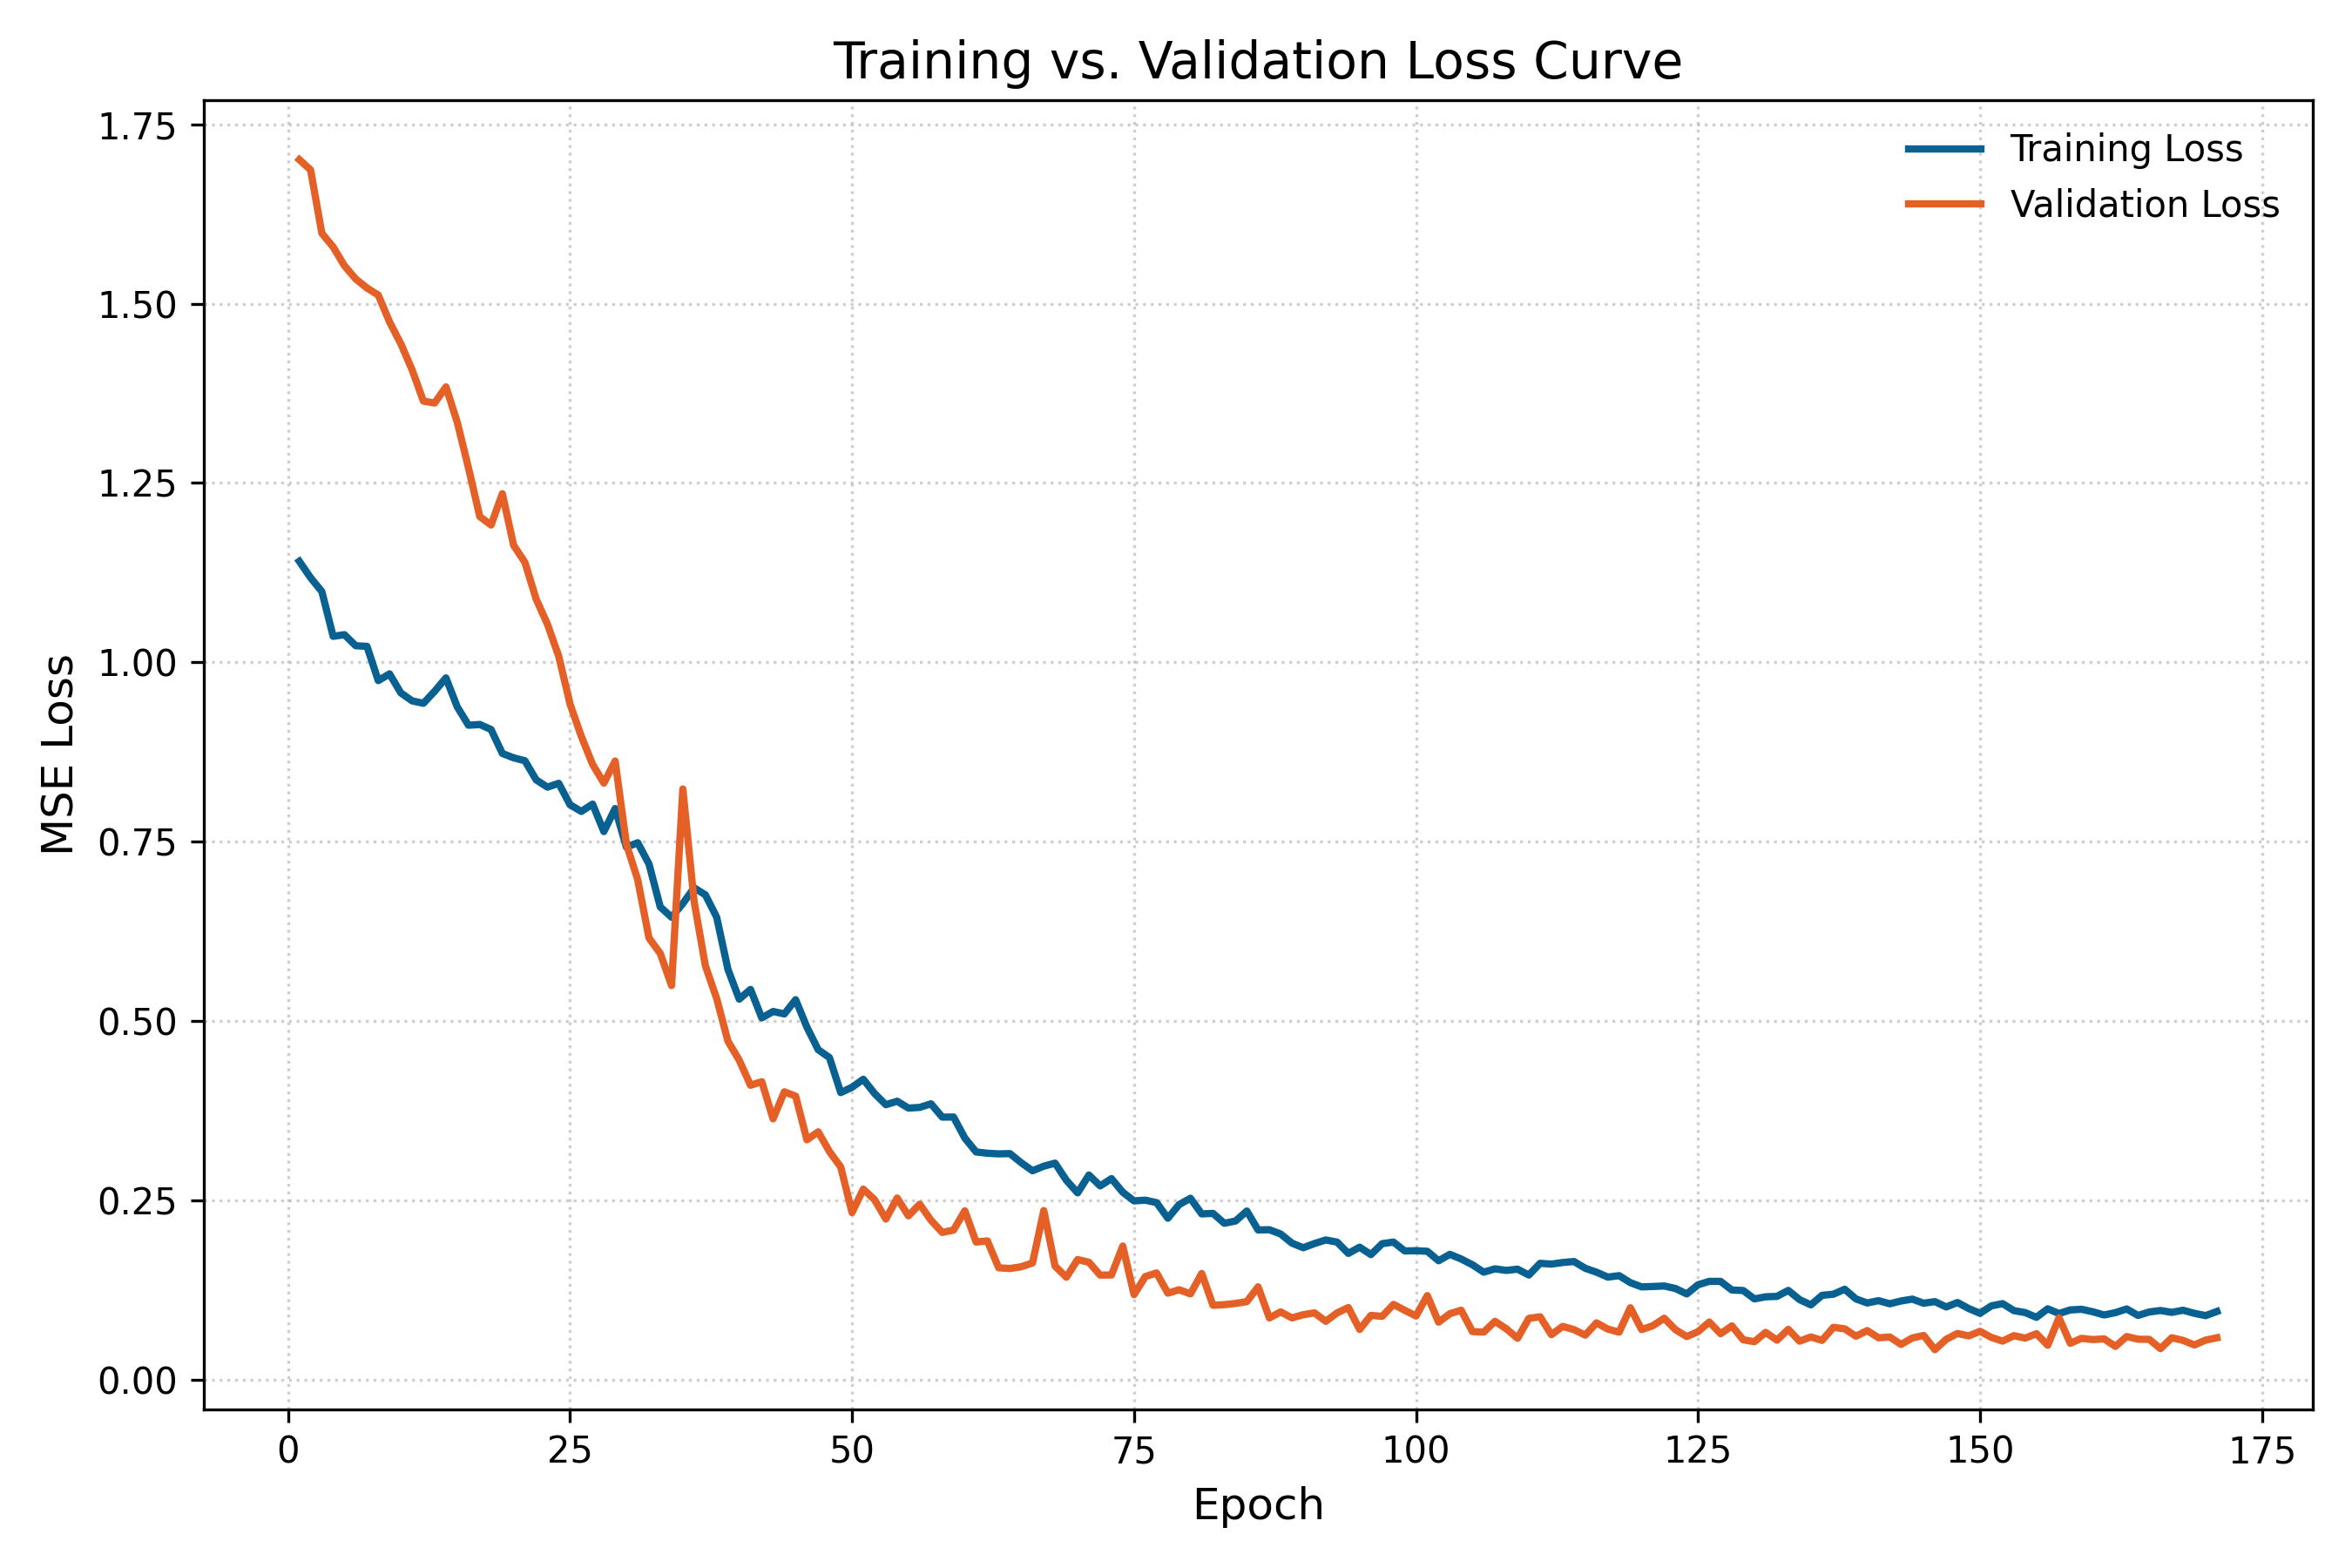 Training vs. Validation Loss Curve
Training Loss
Validation Loss
MSE Loss
1.75
1.50
1.25
1.00
0.75
0.50
0.25
0.00
0 25 50 75 100 125 150 175
Epoch